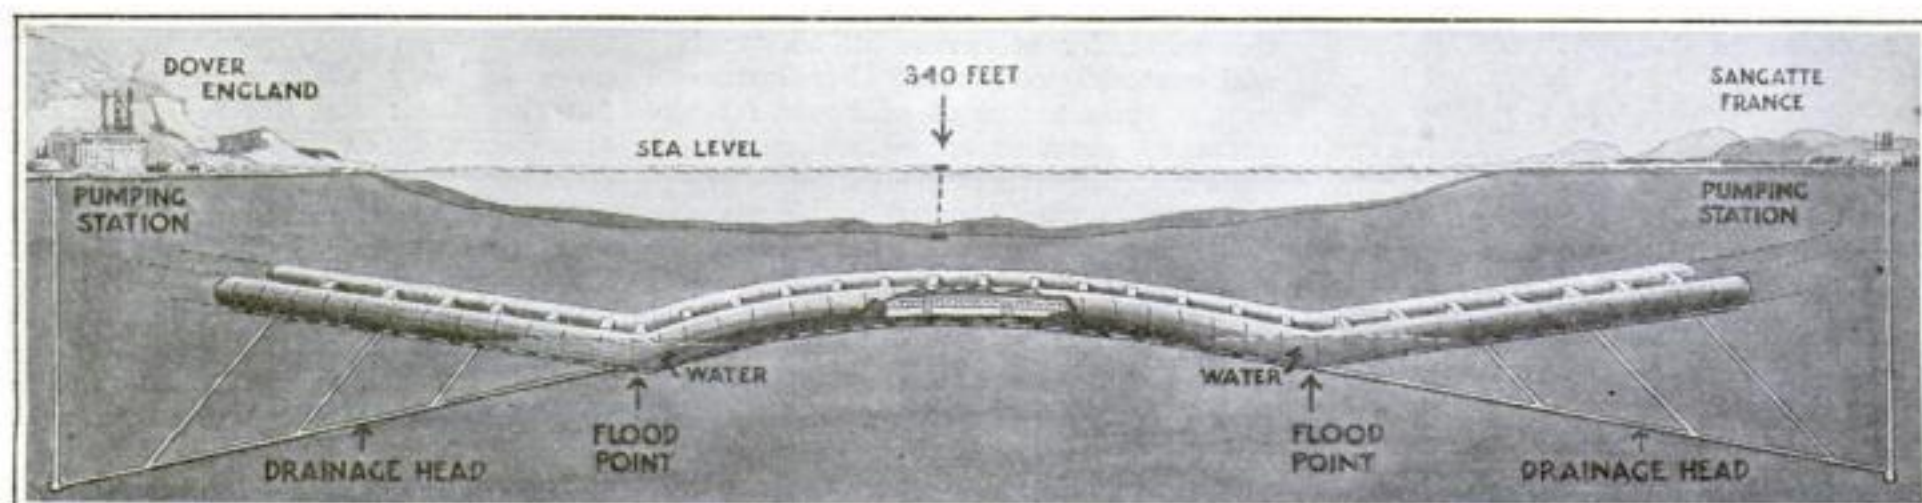 DOVER
ENGLAND
340 FEET
SANGATTE
FRANCE
SEA LEVEL
PUMPING
STATION
PUMPING
STATION
WATER
WATER
FLOOD
POINT
FLOOD
POINT
DRAINAGE HEAD
DRAINAGE HEAD